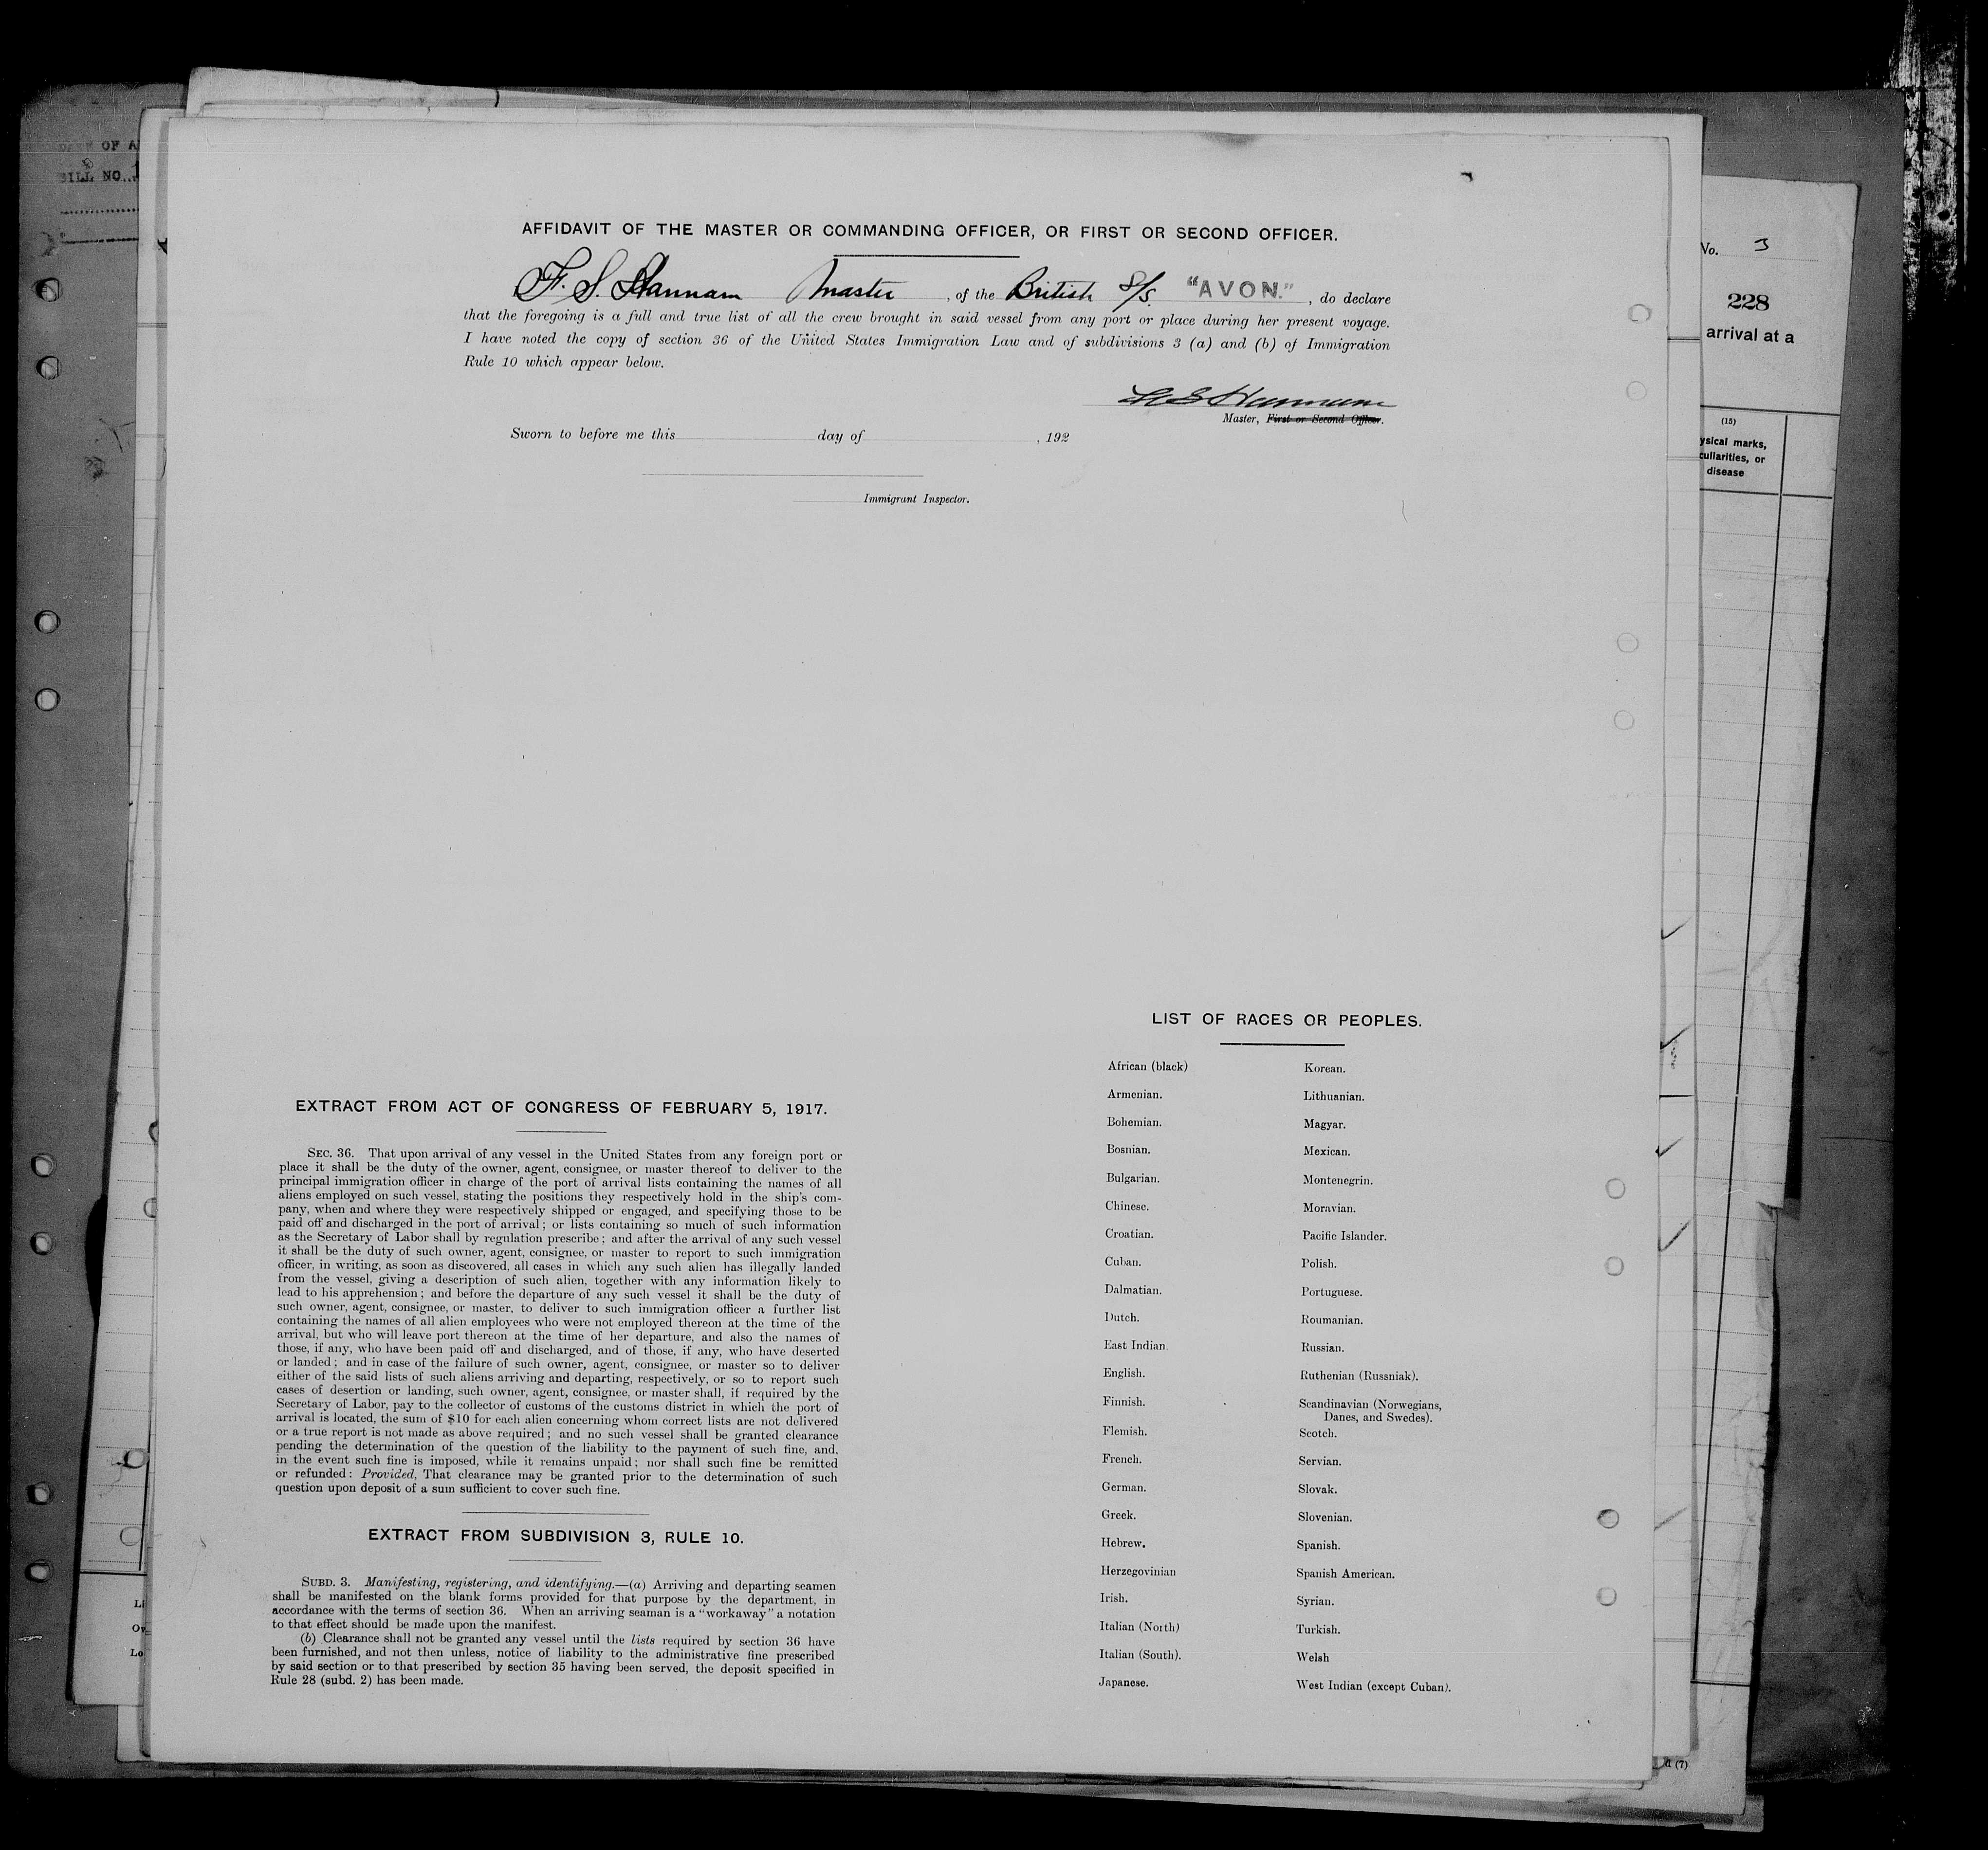 AFFIDAVIT OF THE MASTER OR COMMANDING OFFICER, OR FIRST OR SECOND OFFICER.
F. S. Hannam Master, of the British S/S. "AVON.", do declare
that the foregoing is a full and true list of all the crew brought in said vessel from any port or place during her present voyage.
I have noted the copy of section 36 of the United States Immigration Law and of subdivisions 3 (a) and (b) of Immigration
Rule 10 which appear below.
F S Hannam
Master, First or Second Officer.
Sworn to before me this day of , 192
Immigrant Inspector.
EXTRACT FROM ACT OF CONGRESS OF FEBRUARY 5, 1917.
SEC. 36. That upon arrival of any vessel in the United States from any foreign port or
place it shall be the duty of the owner, agent, consignee, or master thereof to deliver to the
principal immigration officer in charge of the port of arrival lists containing the names of all
aliens employed on such vessel, stating the positions they respectively hold in the ship's com-
pany, when and where they were respectively shipped or engaged, and specifying those to be
paid off and discharged in the port of arrival; or lists containing so much of such information
as the Secretary of Labor shall by regulation prescribe; and after the arrival of any such vessel
it shall be the duty of such owner, agent, consignee, or master to report to such immigration
officer, in writing, as soon as discovered, all cases in which any such alien has illegally landed
from the vessel, giving a description of such alien, together with any information likely to
lead to his apprehension; and before the departure of any such vessel it shall be the duty of
such owner, agent, consignee, or master, to deliver to such immigration officer a further list
containing the names of all alien employees who were not employed thereon at the time of the
arrival, but who will leave port thereon at the time of her departure, and also the names of
those, if any, who have been paid off and discharged, and of those, if any, who have deserted
or landed; and in case of the failure of such owner, agent, consignee, or master so to deliver
either of the said lists of such aliens arriving and departing, respectively, or so to report such
cases of desertion or landing, such owner, agent, consignee, or master shall, if required by the
Secretary of Labor, pay to the collector of customs of the customs district in which the port of
arrival is located, the sum of $10 for each alien concerning whom correct lists are not delivered
or a true report is not made as above required; and no such vessel shall be granted clearance
pending the determination of the question of the liability to the payment of such fine, and,
in the event such fine is imposed, while it remains unpaid; nor shall such fine be remitted
or refunded: Provided, That clearance may be granted prior to the determination of such
question upon deposit of a sum sufficient to cover such fine.
EXTRACT FROM SUBDIVISION 3, RULE 10.
SUBD. 3. Manifesting, registering, and identifying.—(a) Arriving and departing seamen
shall be manifested on the blank forms provided for that purpose by the department, in
accordance with the terms of section 36. When an arriving seaman is a "workaway" a notation
to that effect should be made upon the manifest.
(b) Clearance shall not be granted any vessel until the lists required by section 36 have
been furnished, and not then unless, notice of liability to the administrative fine prescribed
by said section or to that prescribed by section 35 having been served, the deposit specified in
Rule 28 (subd. 2) has been made.
LIST OF RACES OR PEOPLES.
African (black)
Armenian.
Bohemian.
Bosnian.
Bulgarian.
Chinese.
Croatian.
Cuban.
Dalmatian.
Dutch.
East Indian.
English.
Finnish.
Flemish.
French.
German.
Greek.
Hebrew.
Herzegovinian
Irish.
Italian (North)
Italian (South).
Japanese.
Korean.
Lithuanian.
Magyar.
Mexican.
Montenegrin.
Moravian.
Pacific Islander.
Polish.
Portuguese.
Roumanian.
Russian.
Ruthenian (Russniak).
Scandinavian (Norwegians,
Danes, and Swedes).
Scotch.
Servian.
Slovak.
Slovenian.
Spanish.
Spanish American.
Syrian.
Turkish.
Welsh
West Indian (except Cuban).
OF A
BILL NO.
No. 3
228
arrival at a
(15)
ysical marks,
culiarities, or
disease
Li
Ow
Lo
(7)